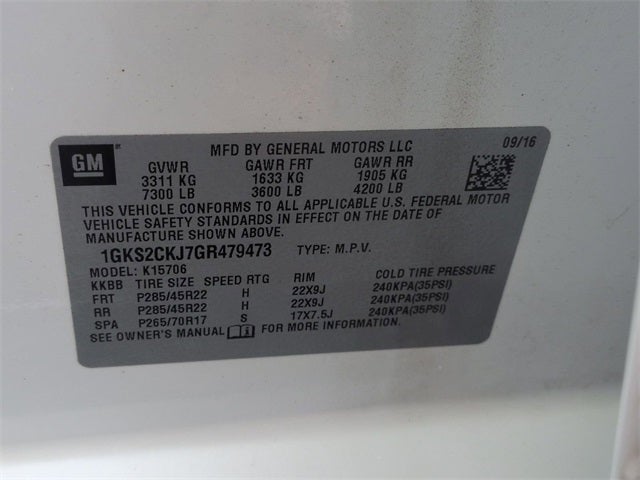 GM
MFD BY GENERAL MOTORS LLC 09/16
GVWR GAWR FRT GAWR RR
3311 KG 1633 KG 1905 KG
7300 LB 3600 LB 4200 LB
THIS VEHICLE CONFORMS TO ALL APPLICABLE U.S. FEDERAL MOTOR
VEHICLE SAFETY STANDARDS IN EFFECT ON THE DATE OF
MANUFACTURE SHOWN ABOVE.
1GKS2CKJ7GR479473 TYPE: M.P.V.
MODEL: K15706
KKBB TIRE SIZE SPEED RTG RIM COLD TIRE PRESSURE
FRT P285/45R22 H 22X9J 240KPA(35PSI)
RR P285/45R22 H 22X9J 240KPA(35PSI)
SPA P265/70R17 S 17X7.5J 240KPA(35PSI)
SEE OWNER'S MANUAL FOR MORE INFORMATION.